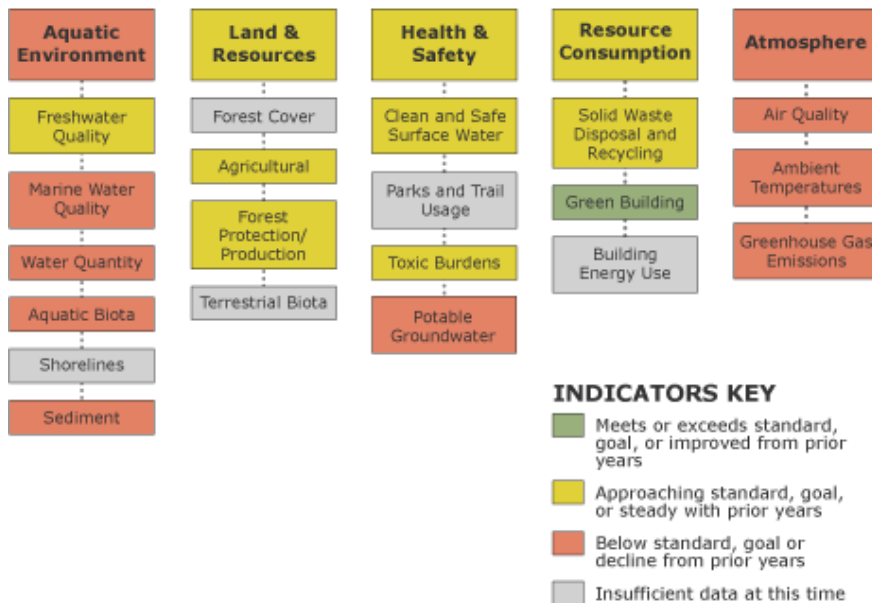 Aquatic
Environment
Freshwater
Quality
Marine Water
Quality
Water Quantity
Aquatic Biota
Shorelines
Sediment
Land &
Resources
Forest Cover
Agricultural
Forest
Protection/
Production
Terrestrial Biota
Health &
Safety
Clean and Safe
Surface Water
Parks and Trail
Usage
Toxic Burdens
Potable
Groundwater
Resource
Consumption
Solid Waste
Disposal and
Recycling
Green Building
Building
Energy Use
Atmosphere
Air Quality
Ambient
Temperatures
Greenhouse Gas
Emissions
INDICATORS KEY
Meets or exceeds standard,
goal, or improved from prior
years
Approaching standard, goal,
or steady with prior years
Below standard, goal or
decline from prior years
Insufficient data at this time